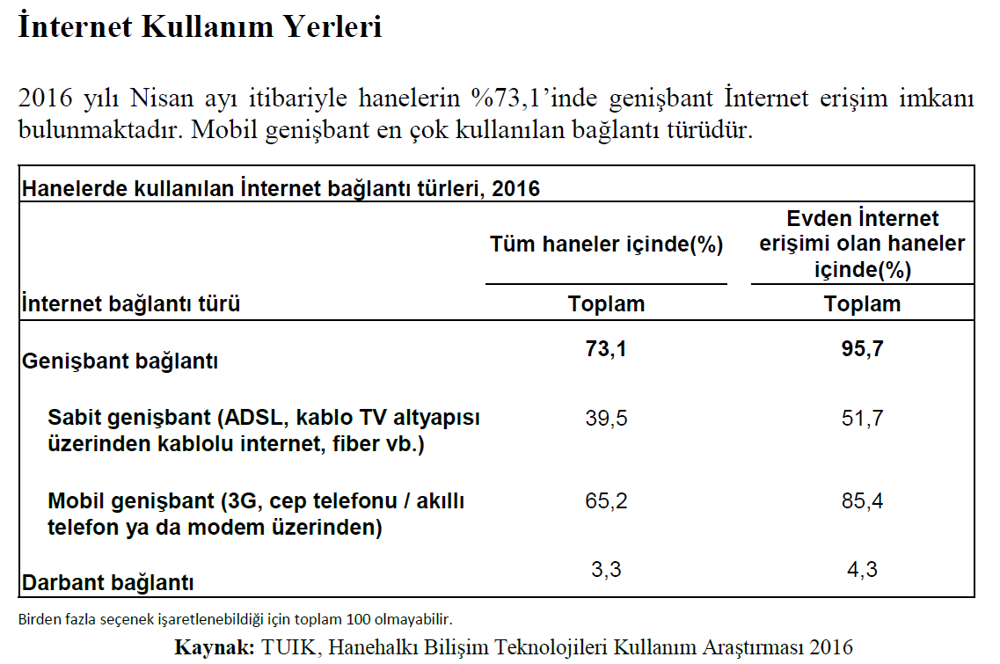 İnternet Kullanım Yerleri
2016 yılı Nisan ayı itibariyle hanelerin %73,1’inde genişbant İnternet erişim imkanı
bulunmaktadır. Mobil genişbant en çok kullanılan bağlantı türüdür.
Hanelerde kullanılan İnternet bağlantı türleri, 2016
Tüm haneler içinde(%)
Evden İnternet
erişimi olan haneler
içinde(%)
İnternet bağlantı türü Toplam Toplam
Genişbant bağlantı 73,1 95,7
Sabit genişbant (ADSL, kablo TV altyapısı 39,5 51,7
üzerinden kablolu internet, fiber vb.)
Mobil genişbant (3G, cep telefonu / akıllı 65,2 85,4
telefon ya da modem üzerinden)
Darbant bağlantı 3,3 4,3
Birden fazla seçenek işaretlenebildiği için toplam 100 olmayabilir.
Kaynak: TUIK, Hanehalkı Bilişim Teknolojileri Kullanım Araştırması 2016